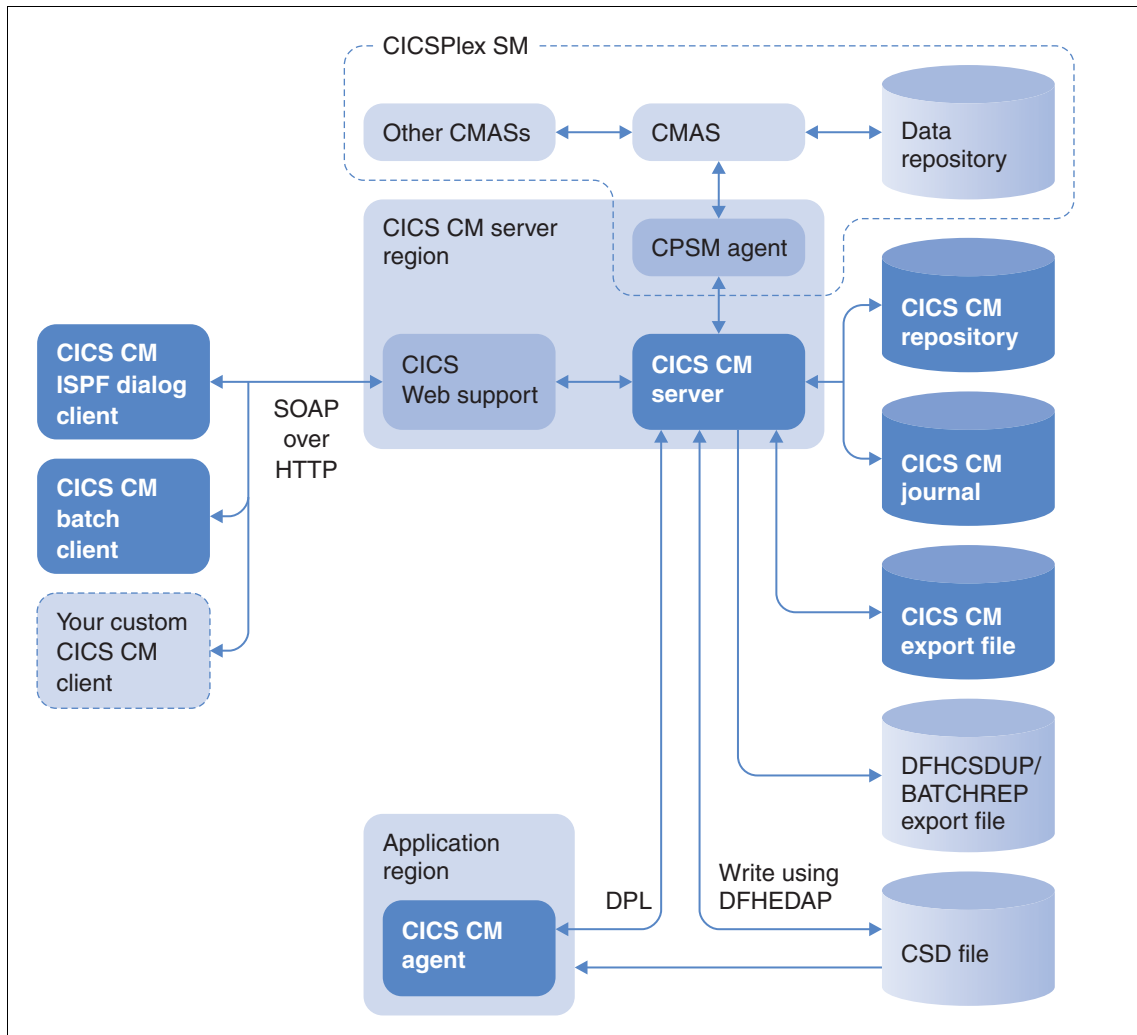 CICSPlex SM
Other CMASs
CMAS
Data
repository
CICS CM server
region
CPSM agent
CICS CM
repository
CICS CM
ISPF dialog
client
CICS
Web support
CICS CM
server
SOAP
over
HTTP
CICS CM
journal
CICS CM
batch
client
CICS CM
export file
Your custom
CICS CM
client
DFHCSDUP/
BATCHREP
export file
Application
region
DPL
Write using
DFHEDAP
CICS CM
agent
CSD file